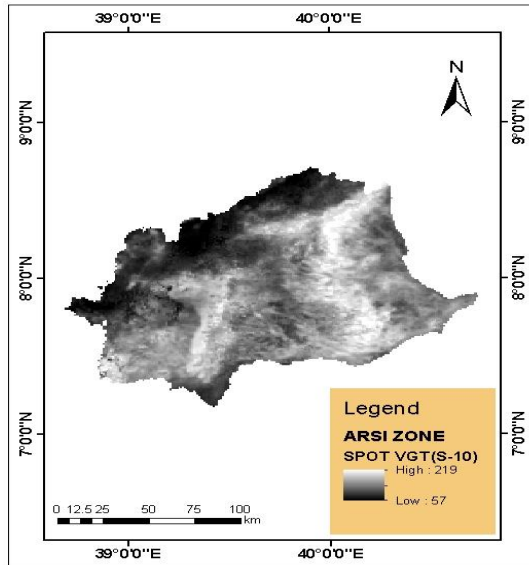 39°0'0"E 40°0'0"E
N
9°0'0"N 9°0'0"N
8°0'0"N 8°0'0"N
7°0'0"N 7°0'0"N
Legend
ARSI ZONE
SPOT VGT(S-10)
High : 219
Low : 57
0 12.5 25 50 75 100
km
39°0'0"E 40°0'0"E